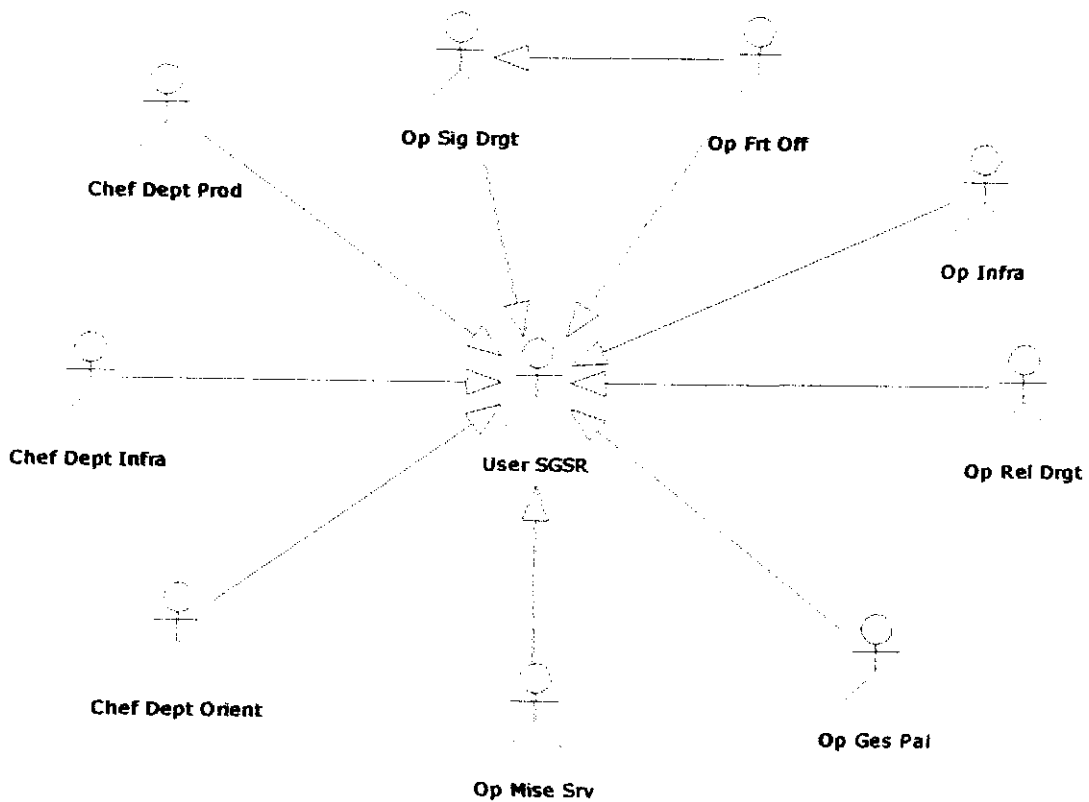 Op Sig Drgt
Op Frt Off
Chef Dept Prod
Op Infra
Chef Dept Infra
User SGSR
Op Rel Drgt
Chef Dept Orient
Op Ges Pai
Op Mise Srv